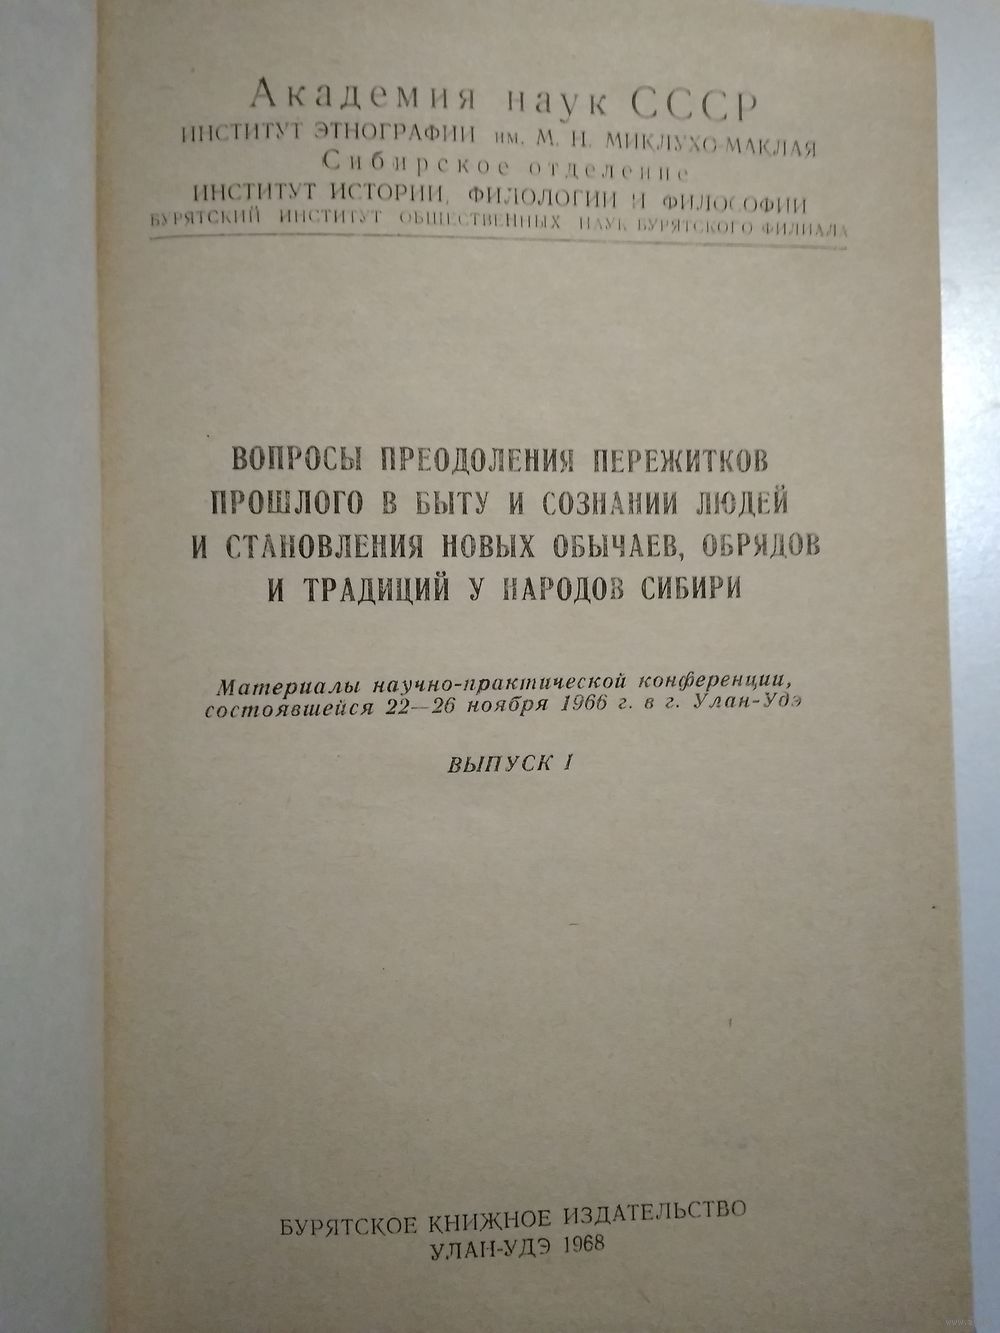 Академия наук СССР
ИНСТИТУТ ЭТНОГРАФИИ им. М. Н. МИКЛУХО-МАКЛАЯ
Сибирское отделение
ИНСТИТУТ ИСТОРИИ, ФИЛОЛОГИИ И ФИЛОСОФИИ
БУРЯТСКИЙ ИНСТИТУТ ОБЩЕСТВЕННЫХ НАУК БУРЯТСКОГО ФИЛИАЛА
ВОПРОСЫ ПРЕОДОЛЕНИЯ ПЕРЕЖИТКОВ
ПРОШЛОГО В БЫТУ И СОЗНАНИИ ЛЮДЕЙ
И СТАНОВЛЕНИЯ НОВЫХ ОБЫЧАЕВ, ОБРЯДОВ
И ТРАДИЦИЙ У НАРОДОВ СИБИРИ
Материалы научно-практической конференции,
состоявшейся 22—26 ноября 1966 г. в г. Улан-Удэ
ВЫПУСК I
БУРЯТСКОЕ КНИЖНОЕ ИЗДАТЕЛЬСТВО
УЛАН-УДЭ 1968